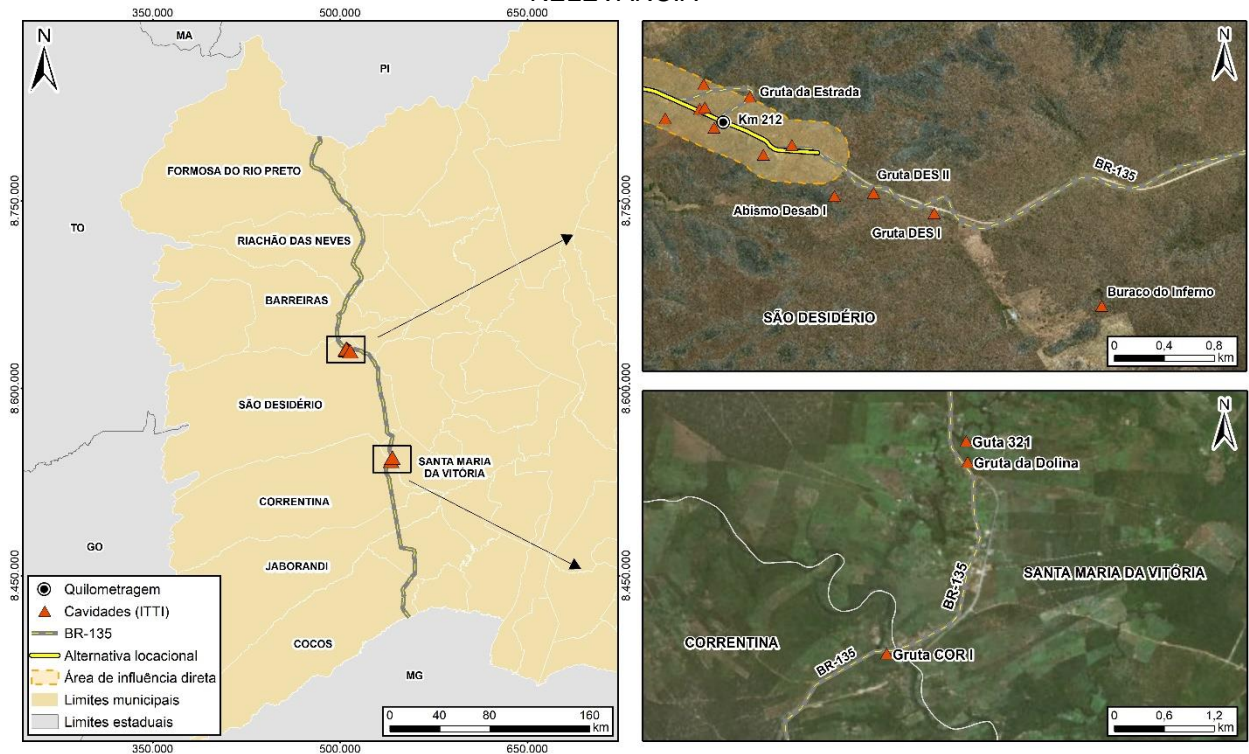 RELEVÂNCIA
350.000
500.000
650.000
N
MA
PI
TO
GO
MG
8.750.000
8.600.000
8.450.000
8.750.000
8.600.000
8.450.000
FORMOSA DO RIO PRETO
RIACHÃO DAS NEVES
BARREIRAS
SÃO DESIDÉRIO
SANTA MARIA
DA VITÓRIA
CORRENTINA
JABORANDI
COCOS
Quilometragem
Cavidades (ITTI)
BR-135
Alternativa locacional
Área de influência direta
Limites municipais
Limites estaduais
0 40 80 160
km
350.000
500.000
650.000
N
Gruta da Estrada
Km 212
Gruta DES II
Abismo Desab I
Gruta DES I
BR-135
Buraco do Inferno
SÃO DESIDÉRIO
0 0,4 0,8
km
N
Guta 321
Gruta da Dolina
BR-135
SANTA MARIA DA VITÓRIA
CORRENTINA
BR-135
Gruta COR I
0 0,6 1,2
km